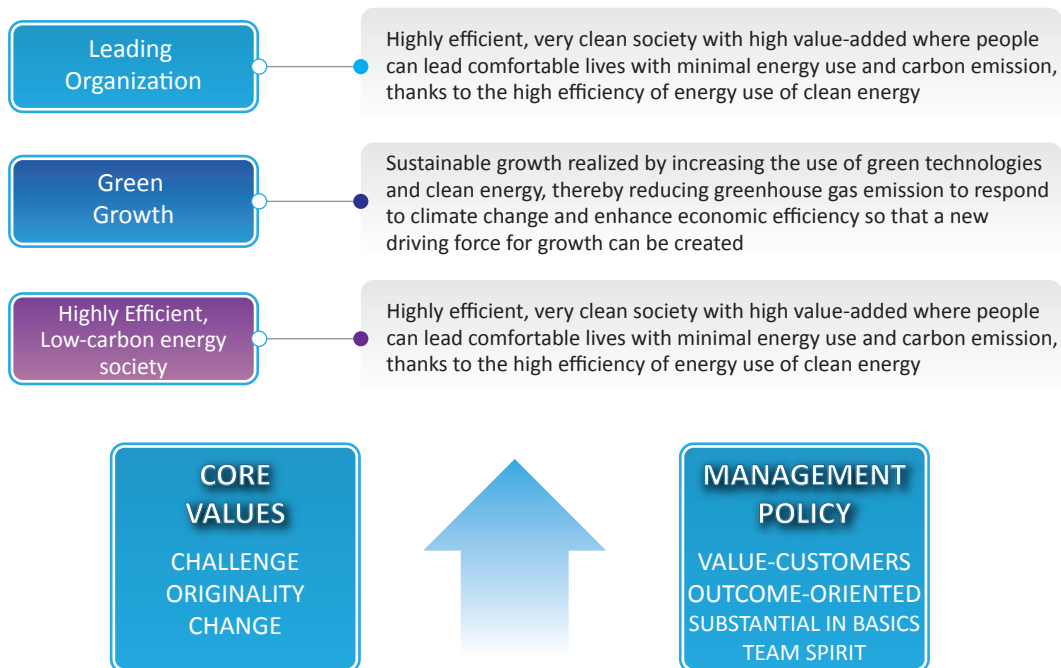 Leading
Organization
Highly efficient, very clean society with high value-added where people
can lead comfortable lives with minimal energy use and carbon emission,
thanks to the high efficiency of energy use of clean energy
Green
Growth
Sustainable growth realized by increasing the use of green technologies
and clean energy, thereby reducing greenhouse gas emission to respond
to climate change and enhance economic efficiency so that a new
driving force for growth can be created
Highly Efficient,
Low-carbon energy
society
Highly efficient, very clean society with high value-added where people
can lead comfortable lives with minimal energy use and carbon emission,
thanks to the high efficiency of energy use of clean energy
CORE
VALUES
CHALLENGE
ORIGINALITY
CHANGE
MANAGEMENT
POLICY
VALUE-CUSTOMERS
OUTCOME-ORIENTED
SUBSTANTIAL IN BASICS
TEAM SPIRIT